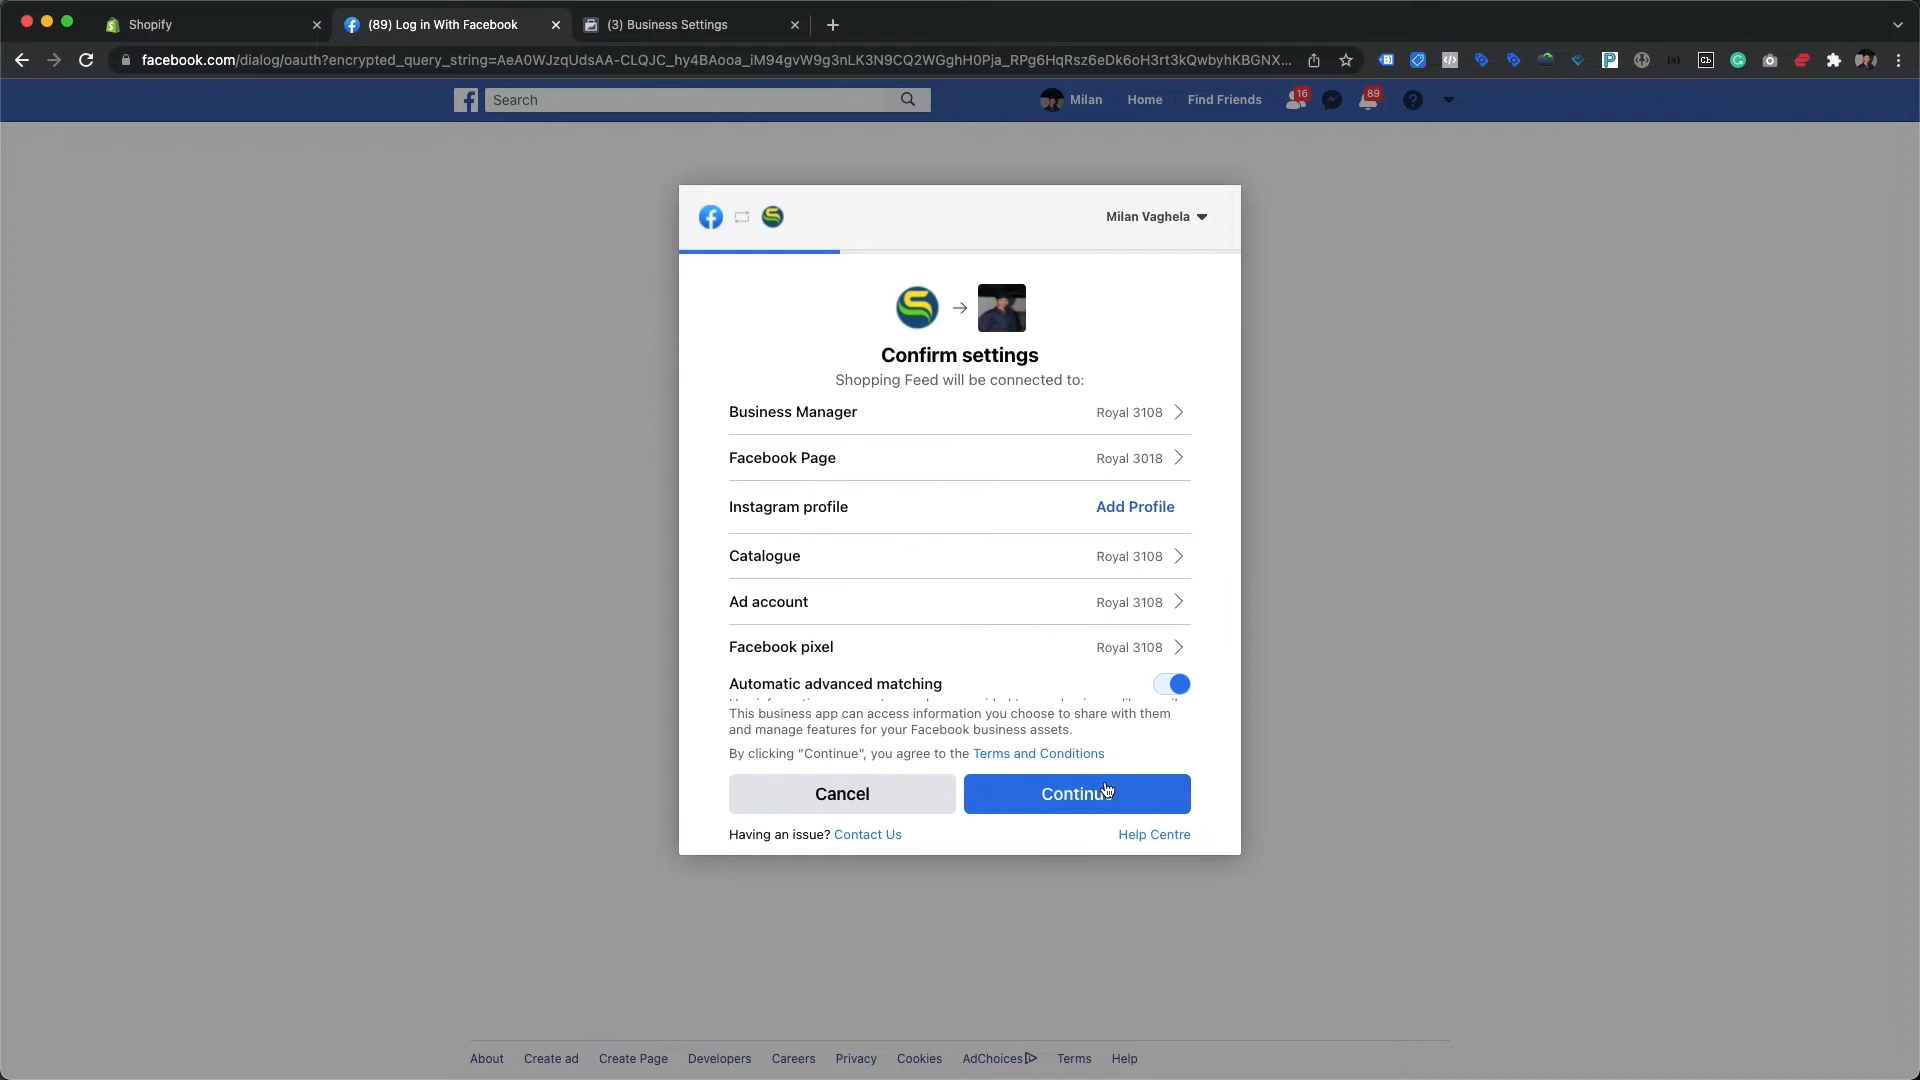 Shopify
(89) Log in With Facebook
(3) Business Settings
facebook.com/dialog/oauth?encrypted_query_string=AeA0WJzqUdsAA-CLQJC_hy4BAooa_iM94gvW9g3nLK3N9CQ2WGghH0Pja_RPg6HqRsz6eDk6oH3rt3kQwbyhKBGNX...
Search
Milan
Home
Find Friends
16
89
Milan Vaghela
Confirm settings
Shopping Feed will be connected to:
Business Manager
Royal 3108
Facebook Page
Royal 3018
Instagram profile
Add Profile
Catalogue
Royal 3108
Ad account
Royal 3108
Facebook pixel
Royal 3108
Automatic advanced matching
This business app can access information you choose to share with them
and manage features for your Facebook business assets.
By clicking "Continue", you agree to the Terms and Conditions
Cancel
Continue
Having an issue? Contact Us
Help Centre
About
Create ad
Create Page
Developers
Careers
Privacy
Cookies
AdChoices
Terms
Help